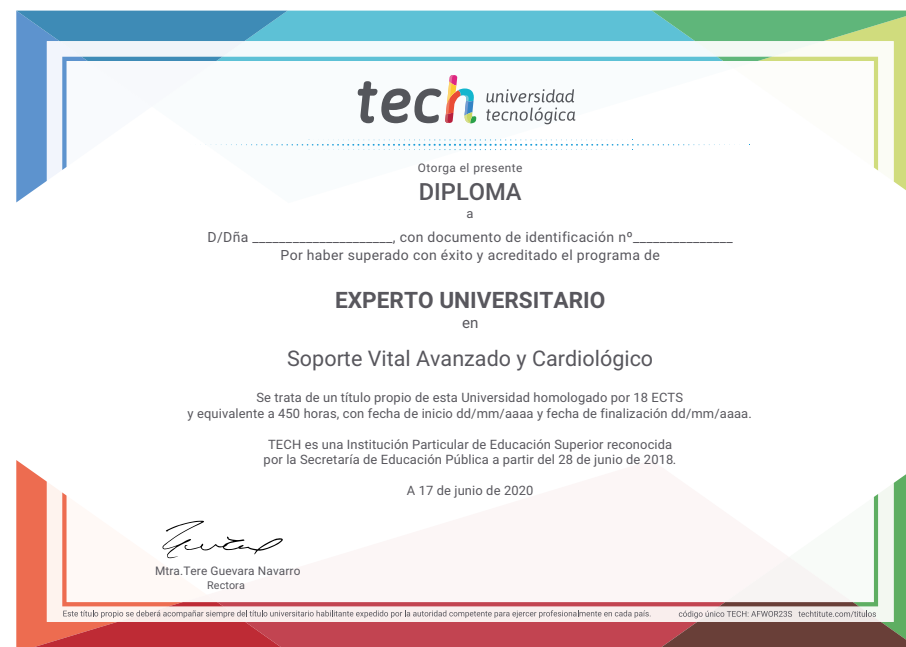 tech universidad
tecnológica
Otorga el presente
DIPLOMA
a
D/Dña ______________________, con documento de identificación nº_______________
Por haber superado con éxito y acreditado el programa de
EXPERTO UNIVERSITARIO
en
Soporte Vital Avanzado y Cardiológico
Se trata de un título propio de esta Universidad homologado por 18 ECTS
y equivalente a 450 horas, con fecha de inicio dd/mm/aaaa y fecha de finalización dd/mm/aaaa.
TECH es una Institución Particular de Educación Superior reconocida
por la Secretaría de Educación Pública a partir del 28 de junio de 2018.
A 17 de junio de 2020
Mtra.Tere Guevara Navarro
Rectora
Este título propio se deberá acompañar siempre del título universitario habilitante expedido por la autoridad competente para ejercer profesionalmente en cada país. código único TECH: AFWOR23S techtitute.com/titulos